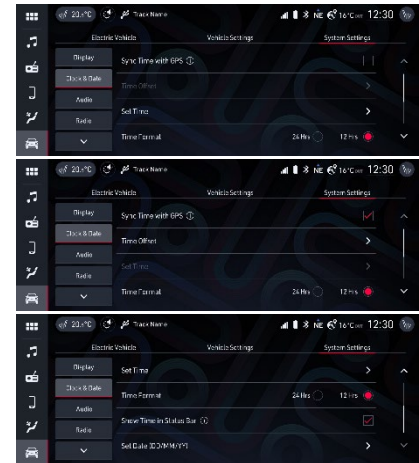 20.5°C Track Name NE 16°C 12:30
Electric Vehicle Vehicle Settings System Settings
Display Sync Time with GPS
Clock & Date Time Offset
Audio Set Time
Radio Time Format 24 Hrs 12 Hrs
20.5°C Track Name NE 16°C 12:30
Electric Vehicle Vehicle Settings System Settings
Display Sync Time with GPS
Clock & Date Time Offset
Audio Set Time
Radio Time Format 24 Hrs 12 Hrs
20.5°C Track Name NE 16°C 12:30
Electric Vehicle Vehicle Settings System Settings
Display Set Time
Clock & Date Time Format 24 Hrs 12 Hrs
Audio Show Time in Status Bar
Radio Set Date (DD/MM/YY)